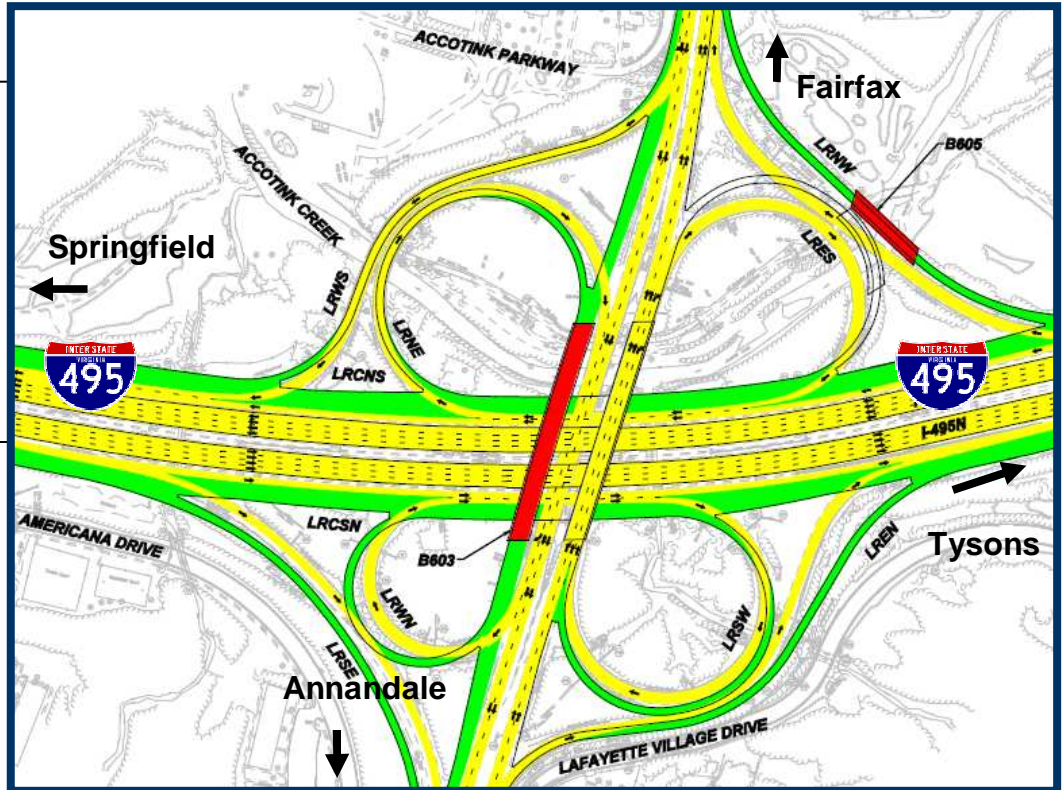 ACCOTINK PARKWAY
Fairfax
LRNW
B605
ACCOTINK CREEK
Springfield
LRWS
LRES
LRNE
INTERSTATE
VIRGINIA
495
LRCNS
INTERSTATE
VIRGINIA
495
I-495N
AMERICANA DRIVE
LRCSN
LREN
Tysons
B603
LRWN
LRSW
LRSE
Annandale
LAFAYETTE VILLAGE DRIVE